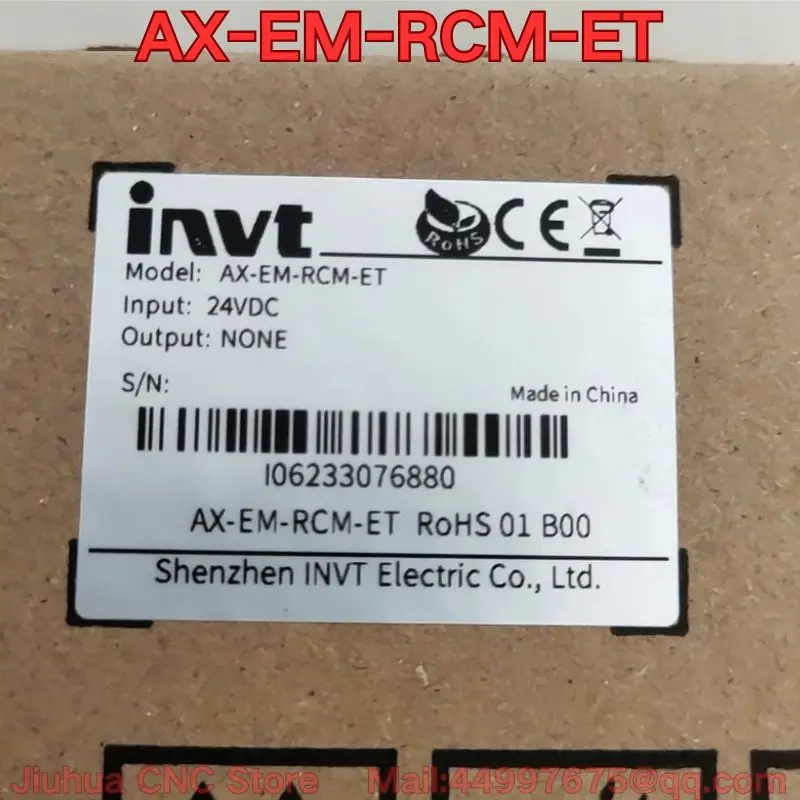 AX-EM-RCM-ET
invt
RoHS CE
Model: AX-EM-RCM-ET
Input: 24VDC
Output: NONE
S/N:
Made in China
I06233076880
AX-EM-RCM-ET RoHS 01 B00
Shenzhen INVT Electric Co., Ltd.
Jiuhua CNC Store Mail:44997675@qq.com